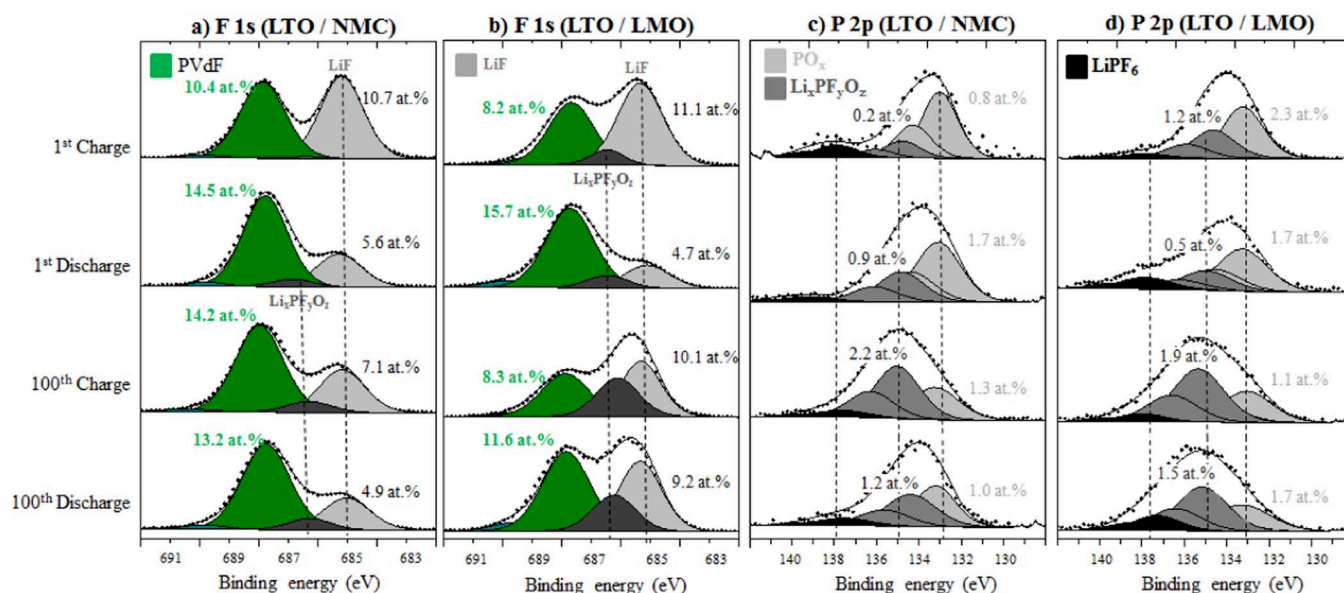 a) F 1s (LTO / NMC)
b) F 1s (LTO / LMO)
c) P 2p (LTO / NMC)
d) P 2p (LTO / LMO)
PVdF
LiF
LiF
LiF
POₓ
LiₓPFᵧO_z
LiPF₆
1st Charge
10.4 at.%
10.7 at.%
8.2 at.%
11.1 at.%
0.2 at.%
0.8 at.%
1.2 at.%
2.3 at.%
LiₓPFᵧO_z
1st Discharge
14.5 at.%
5.6 at.%
15.7 at.%
4.7 at.%
0.9 at.%
1.7 at.%
0.5 at.%
1.7 at.%
LiₓPFᵧO_z
100th Charge
14.2 at.%
7.1 at.%
8.3 at.%
10.1 at.%
2.2 at.%
1.3 at.%
1.9 at.%
1.1 at.%
100th Discharge
13.2 at.%
4.9 at.%
11.6 at.%
9.2 at.%
1.2 at.%
1.0 at.%
1.5 at.%
1.7 at.%
691 689 687 685 683
691 689 687 685 683
140 138 136 134 132 130
140 138 136 134 132 130
Binding energy (eV)
Binding energy (eV)
Binding energy (eV)
Binding energy (eV)